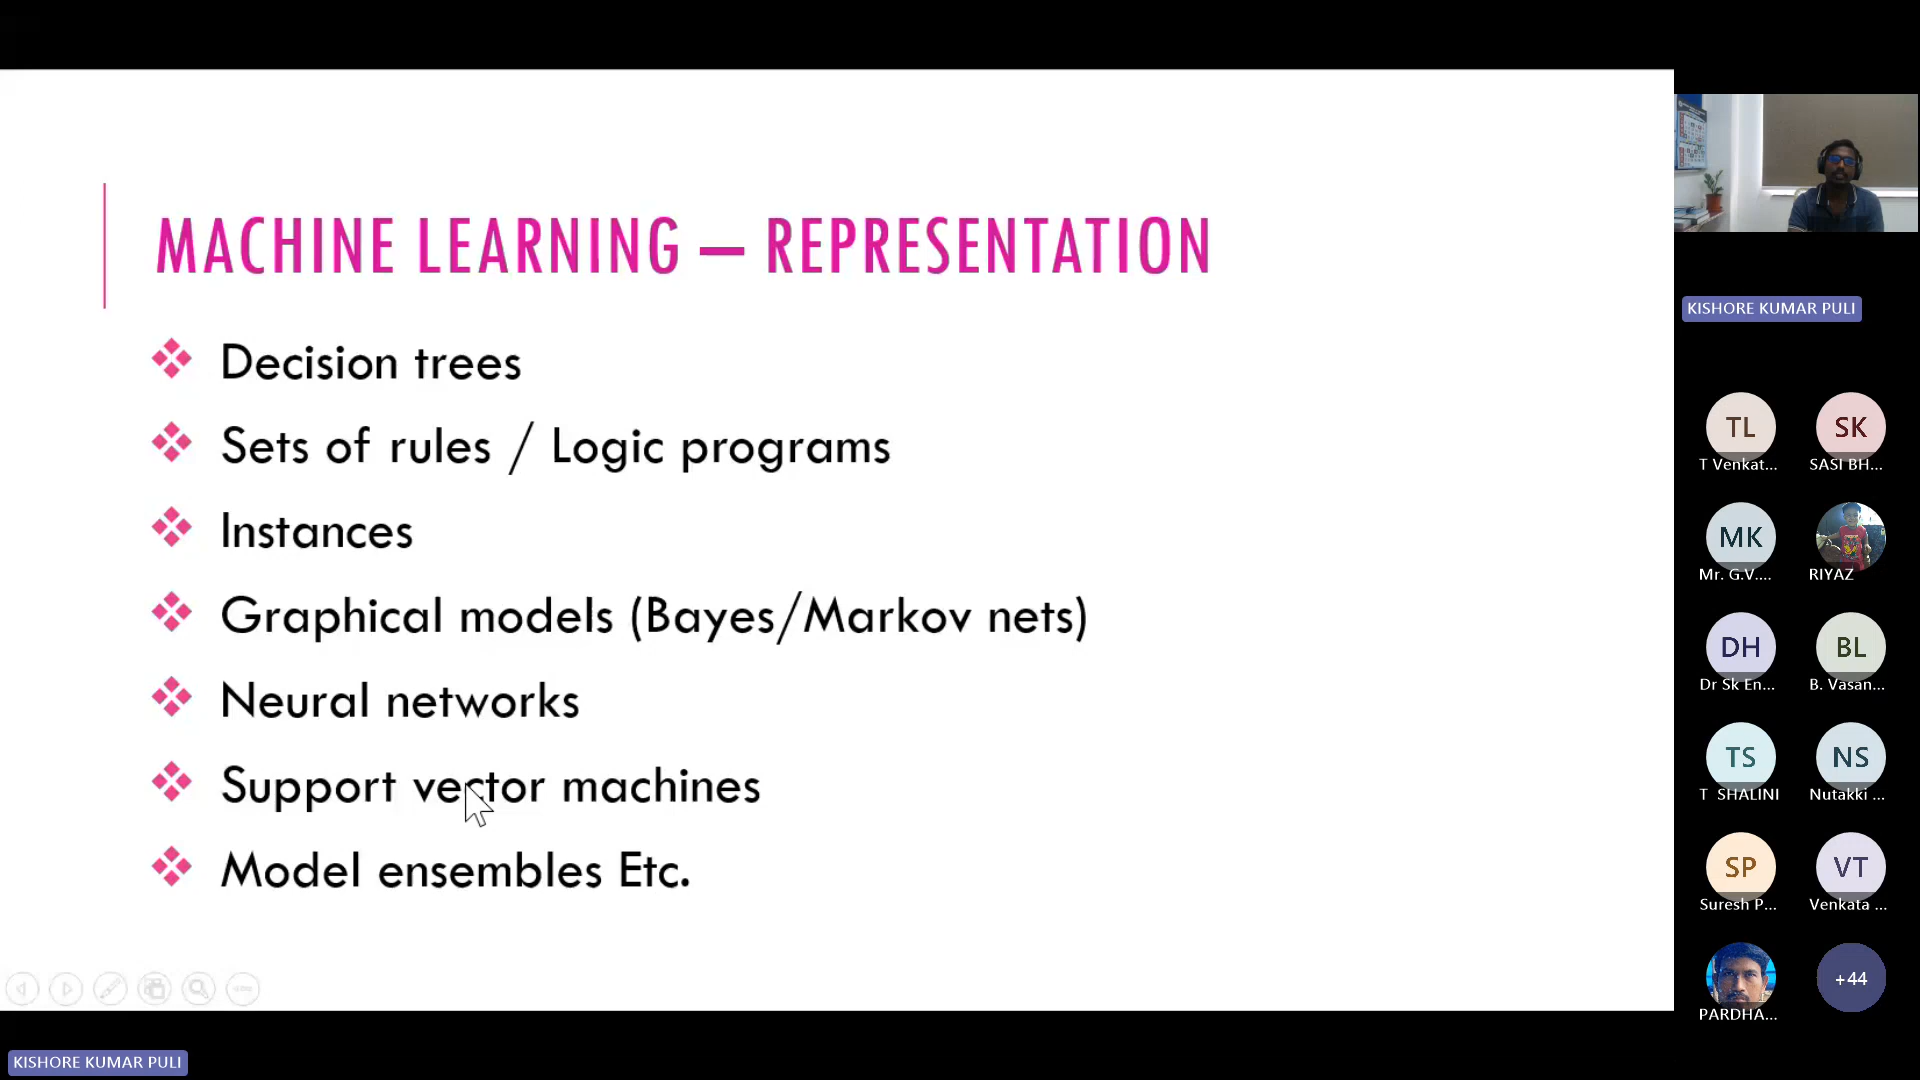 MACHINE LEARNING – REPRESENTATION
Decision trees
Sets of rules / Logic programs
Instances
Graphical models (Bayes/Markov nets)
Neural networks
Support vector machines
Model ensembles Etc.
KISHORE KUMAR PULI
KISHORE KUMAR PULI
TL
T Venkat...
SK
SASI BH...
MK
Mr. G.V....
RIYAZ
DH
Dr Sk En...
BL
B. Vasan...
TS
T SHALINI
NS
Nutakki ...
SP
Suresh P...
VT
Venkata ...
PARDHA...
+44